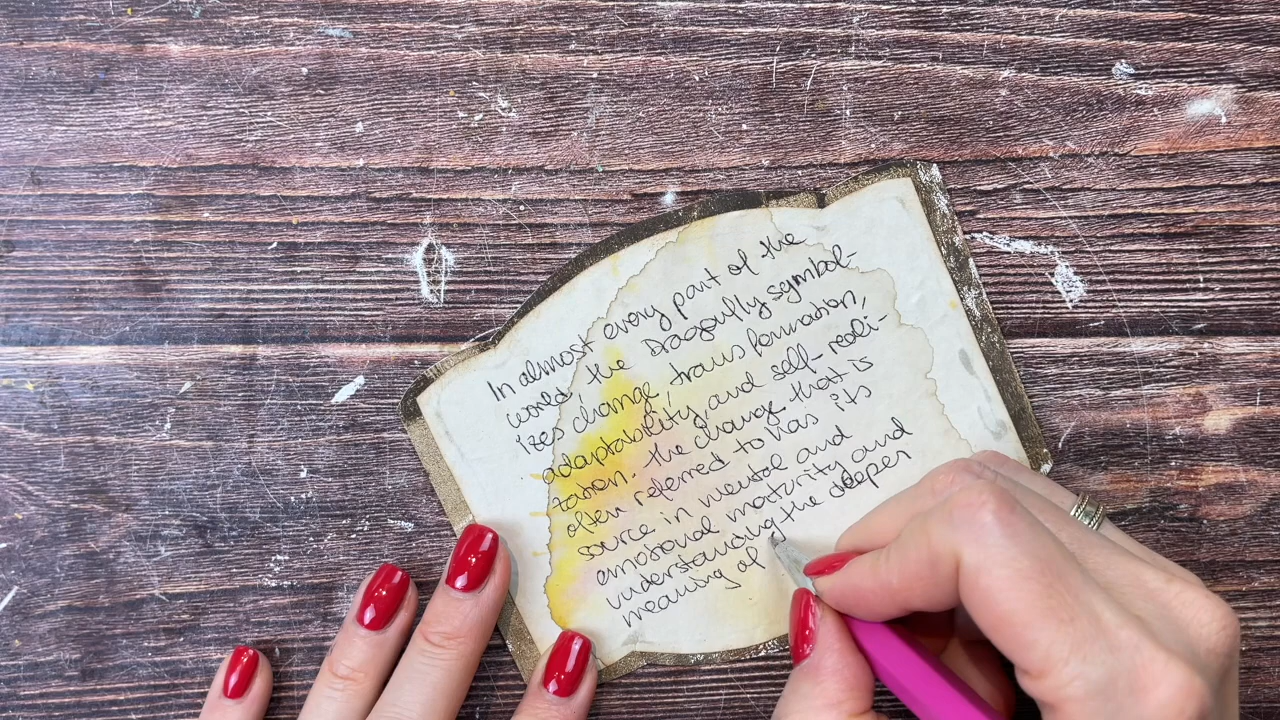 In almost every part of the
world, the Dragonfly symbol-
izes change, transformation,
adaptability, and self-reali-
zation. The change that is
often referred to has its
source in mental and
emotional maturity and
understanding the deeper
meaning of